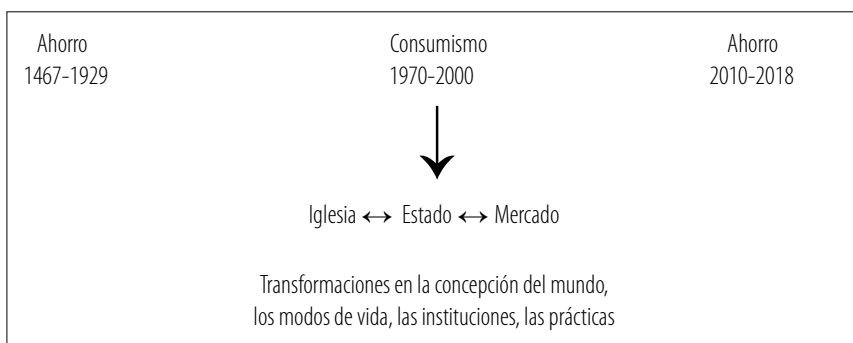 Ahorro Consumismo Ahorro
1467-1929 1970-2000 2010-2018
Iglesia ↔ Estado ↔ Mercado
Transformaciones en la concepción del mundo,
los modos de vida, las instituciones, las prácticas